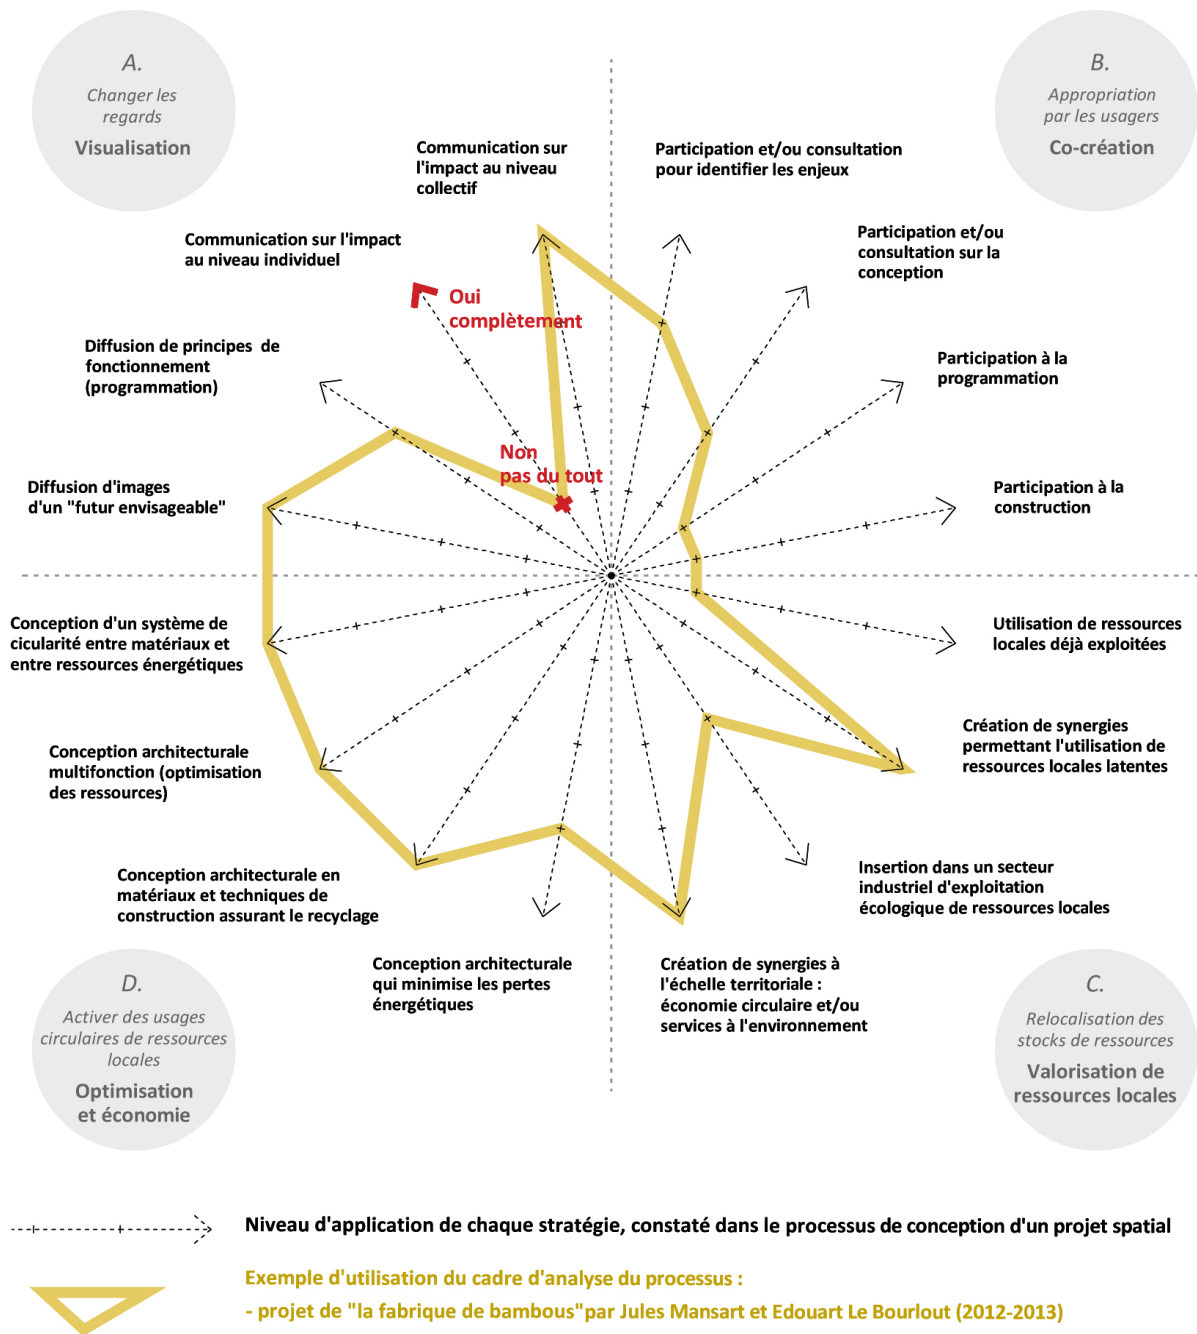 A.
Changer les
regards
Visualisation
B.
Appropriation
par les usagers
Co-création
Communication sur
l'impact au niveau
collectif
Participation et/ou consultation
pour identifier les enjeux
Communication sur l'impact
au niveau individuel
Participation et/ou
consultation sur la
conception
Oui
complètement
Diffusion de principes de
fonctionnement
(programmation)
Participation à la
programmation
Non
pas du tout
Diffusion d'images
d'un "futur envisageable"
Participation à la
construction
Conception d'un système de
cicularité entre matériaux et
entre ressources énergétiques
Utilisation de ressources
locales déjà exploitées
Conception architecturale
multifonction (optimisation
des ressources)
Création de synergies
permettant l'utilisation de
ressources locales latentes
Conception architecturale en
matériaux et techniques de
construction assurant le recyclage
Insertion dans un secteur
industriel d'exploitation
écologique de ressources locales
Conception architecturale
qui minimise les pertes
énergétiques
Création de synergies à
l'échelle territoriale :
économie circulaire et/ou
services à l'environnement
D.
Activer des usages
circulaires de ressources
locales
Optimisation
et économie
C.
Relocalisation des
stocks de ressources
Valorisation de
ressources locales
Niveau d'application de chaque stratégie, constaté dans le processus de conception d'un projet spatial
Exemple d'utilisation du cadre d'analyse du processus :
- projet de "la fabrique de bambous"par Jules Mansart et Edouart Le Bourlout (2012-2013)